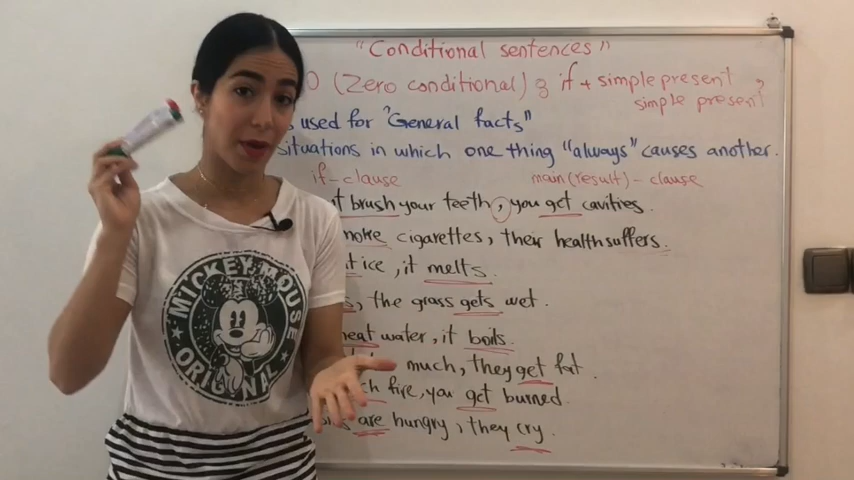 "Conditional sentences"
0 (Zero conditional) : if + simple present ,
simple present
used for "General facts"
situations in which one thing "always" causes another.
if-clause main(result)-clause
brush your teeth, you get cavities.
cigarettes, their health suffers.
ice, it melts.
, the grass gets wet.
heat water, it boils.
much, they get fat.
fire, you get burned.
are hungry, they cry.
MICKEY MOUSE
ORIGINAL